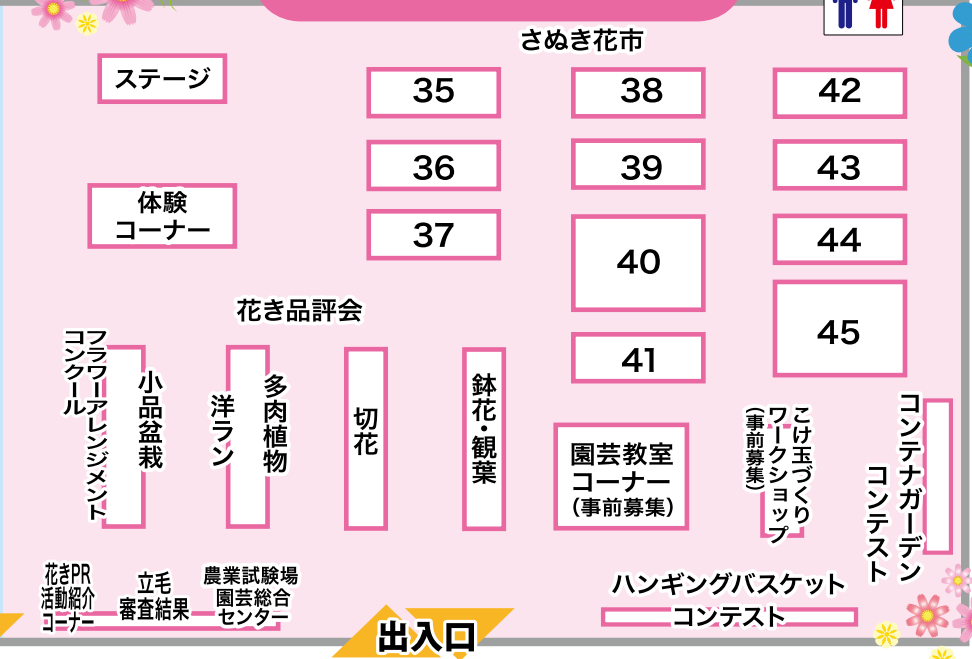 さぬき花市
ステージ
35
38
42
36
39
43
体験
コーナー
37
40
44
花き品評会
41
45
フラワーアレンジメント
コンクール
小品盆栽
洋ラン
多肉植物
切花
鉢花・観葉
園芸教室
コーナー
（事前募集）
こけ玉づくり
ワークショップ
（事前募集）
コンテナガーデン
コンテスト
花きPR
活動紹介
コーナー
立毛
審査結果
農業試験場
園芸総合
センター
ハンギングバスケット
コンテスト
出入口